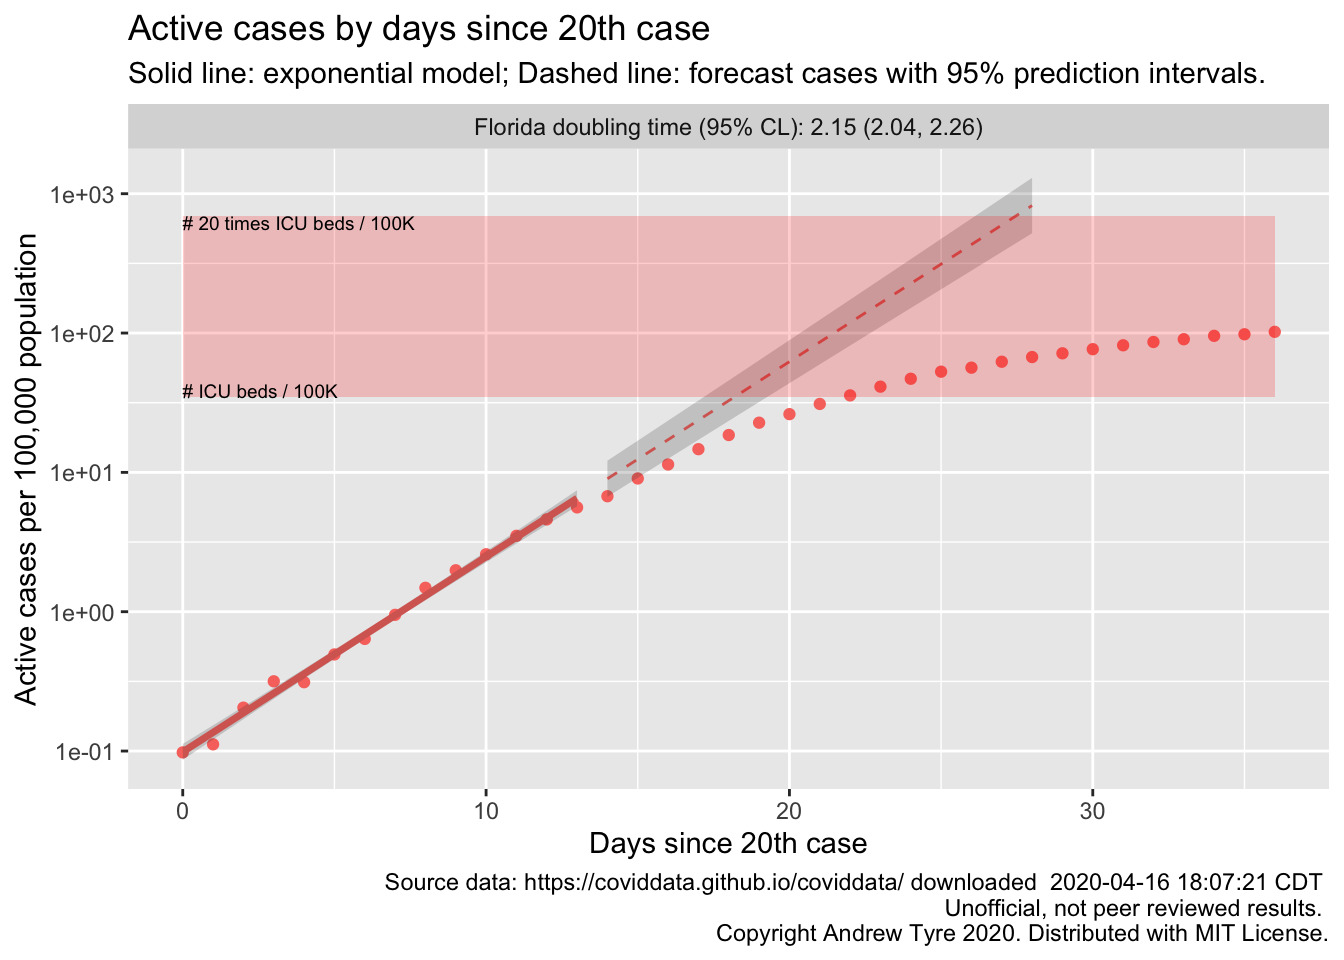 Active cases by days since 20th case
Solid line: exponential model; Dashed line: forecast cases with 95% prediction intervals.
Florida doubling time (95% CL): 2.15 (2.04, 2.26)
Active cases per 100,000 population
1e+03
1e+02
1e+01
1e+00
1e-01
# 20 times ICU beds / 100K
# ICU beds / 100K
0
10
20
30
Days since 20th case
Source data: https://coviddata.github.io/coviddata/ downloaded  2020-04-16 18:07:21 CDT
Unofficial, not peer reviewed results.
Copyright Andrew Tyre 2020. Distributed with MIT License.